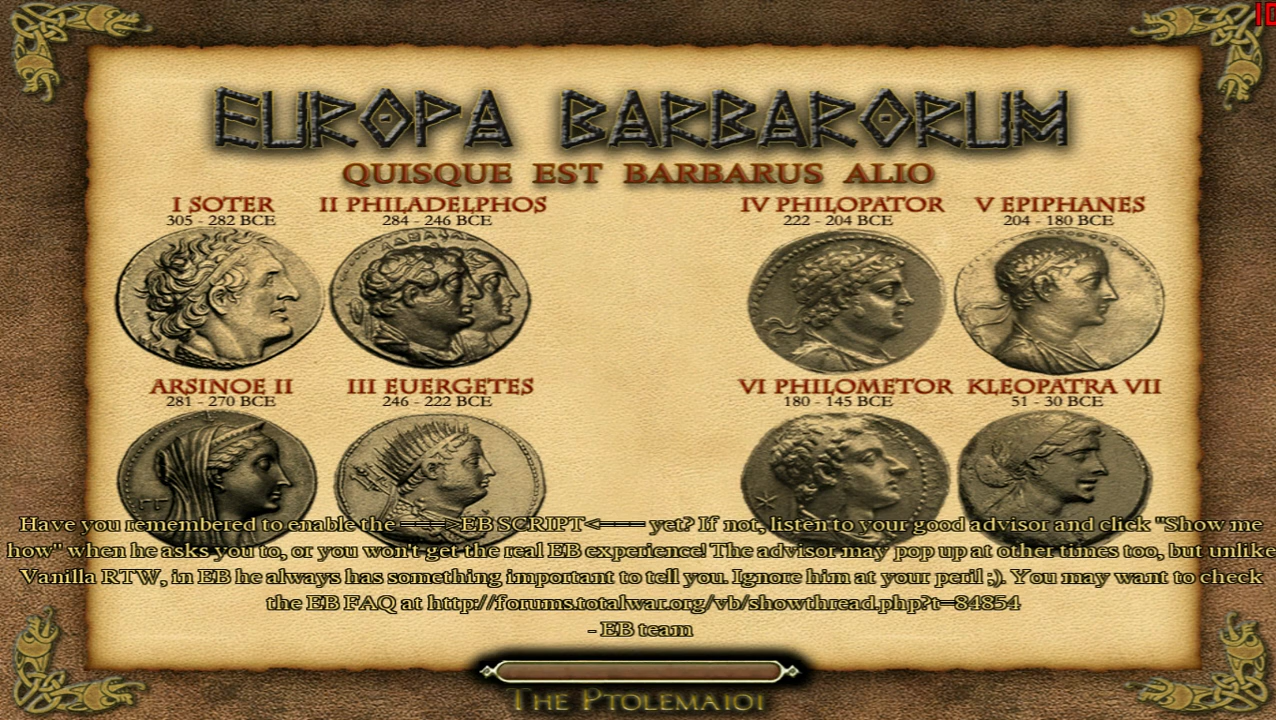 EUROPA BARBARORUM
QUISQUE EST BARBARUS ALIO
I SOTER
305 - 282 BCE
II PHILADELPHOS
284 - 246 BCE
IV PHILOPATOR
222 - 204 BCE
V EPIPHANES
204 - 180 BCE
ARSINOE II
281 - 270 BCE
III EUERGETES
246 - 222 BCE
VI PHILOMETOR
180 - 145 BCE
KLEOPATRA VII
51 - 30 BCE
Have you remembered to enable the ====>EB SCRIPT<==== yet? If not, listen to your good advisor and click "Show me
how" when he asks you to, or you won't get the real EB experience! The advisor may pop up at other times too, but unlike
Vanilla RTW, in EB he always has something important to tell you. Ignore him at your peril ;). You may want to check
the EB FAQ at http://forums.totalwar.org/vb/showthread.php?t=84854
- EB team
THE PTOLEMAIOI